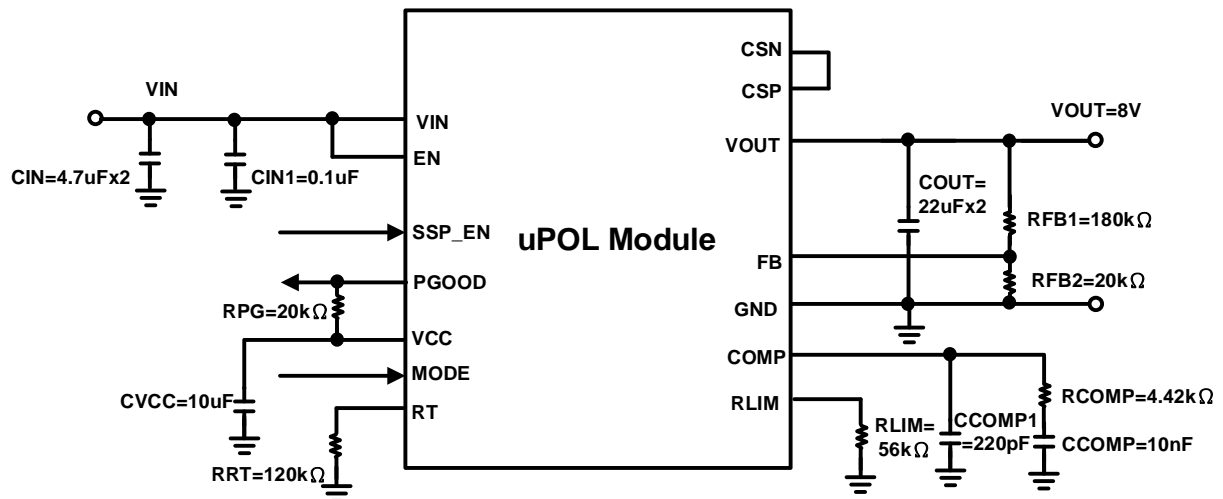 VIN
CIN=4.7uFx2
CIN1=0.1uF
VIN
EN
SSP_EN
PGOOD
RPG=20kΩ
VCC
CVCC=10uF
MODE
RT
RRT=120kΩ
uPOL Module
CSN
CSP
VOUT
FB
GND
COMP
RLIM
VOUT=8V
COUT=
22uFx2
RFB1=180kΩ
RFB2=20kΩ
RLIM=
56kΩ
CCOMP1
=220pF
RCOMP=4.42kΩ
CCOMP=10nF